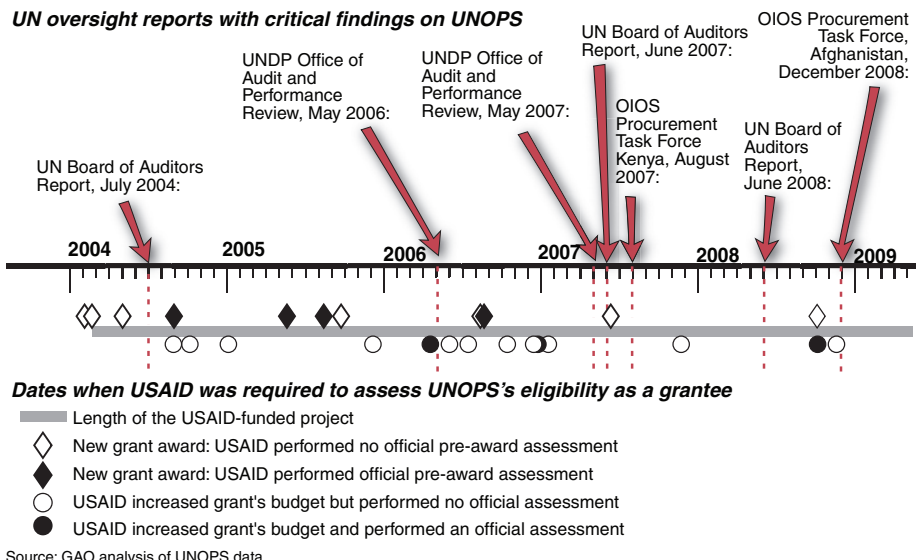 UN oversight reports with critical findings on UNOPS
UN Board of Auditors
Report, July 2004:
UNDP Office of
Audit and
Performance
Review, May 2006:
UNDP Office of
Audit and
Performance
Review, May 2007:
UN Board of Auditors
Report, June 2007:
OIOS
Procurement
Task Force
Kenya, August
2007:
UN Board of
Auditors
Report,
June 2008:
OIOS Procurement
Task Force,
Afghanistan,
December 2008:
2004 2005 2006 2007 2008 2009
Dates when USAID was required to assess UNOPS's eligibility as a grantee
Length of the USAID-funded project
New grant award: USAID performed no official pre-award assessment
New grant award: USAID performed official pre-award assessment
USAID increased grant's budget but performed no official assessment
USAID increased grant's budget and performed an official assessment
Source: GAO analysis of UNOPS data